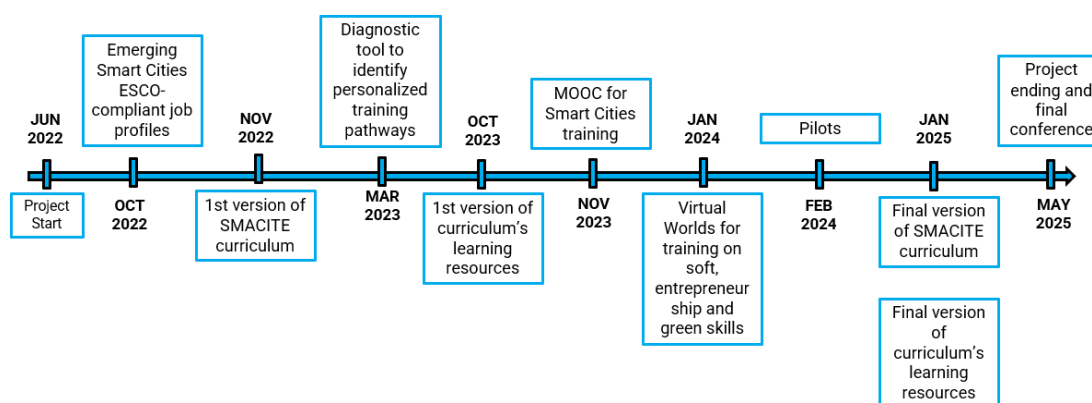 JUN
2022
Project
Start
Emerging
Smart Cities
ESCO-
compliant job
profiles
OCT
2022
NOV
2022
1st version of
SMACITE
curriculum
Diagnostic
tool to
identify
personalized
training
pathways
MAR
2023
OCT
2023
1st version of
curriculum's
learning
resources
MOOC for
Smart Cities
training
NOV
2023
JAN
2024
Virtual
Worlds for
training on
soft,
entrepreneur
ship and
green skills
Pilots
FEB
2024
JAN
2025
Final version
of SMACITE
curriculum
Final version
of
curriculum's
learning
resources
Project
ending and
final
conference
MAY
2025